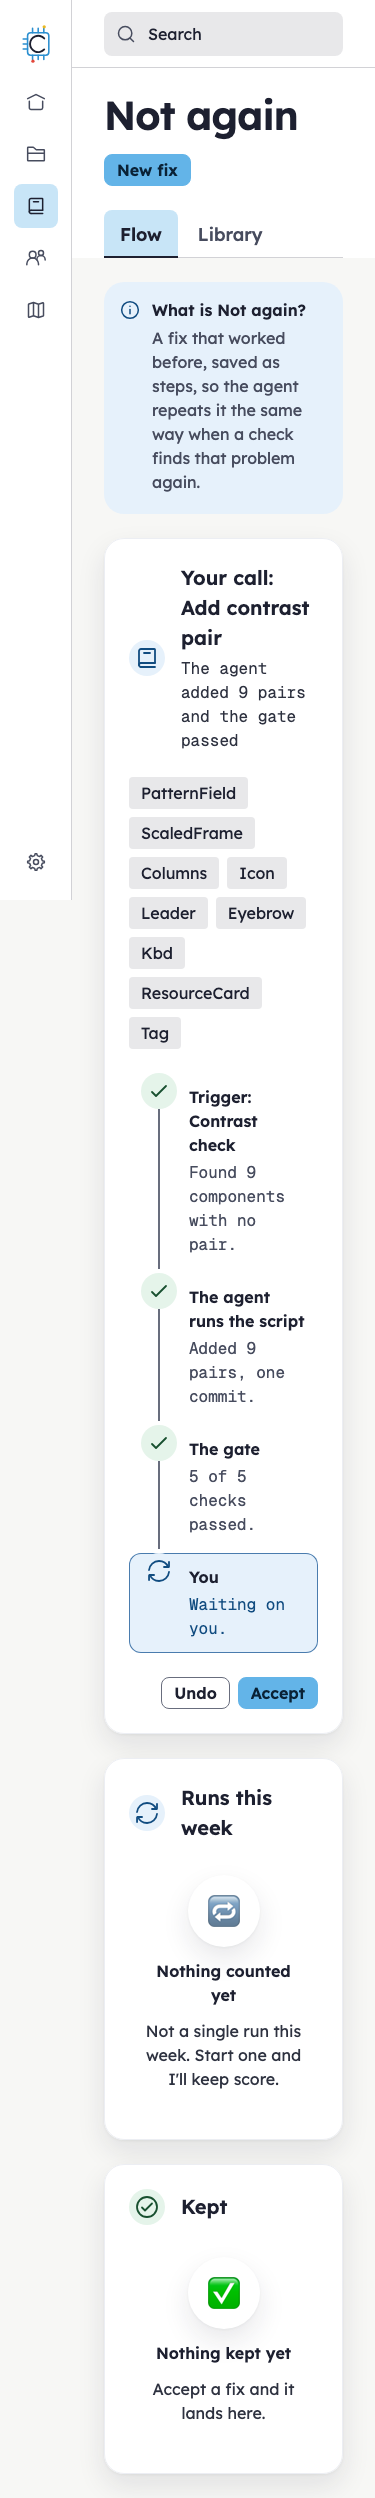 Search
Not again
New fix
Flow
Library
What is Not again?
A fix that worked
before, saved as
steps, so the agent
repeats it the same
way when a check
finds that problem
again.
Your call:
Add contrast
pair
The agent
added 9 pairs
and the gate
passed
PatternField
ScaledFrame
Columns
Icon
Leader
Eyebrow
Kbd
ResourceCard
Tag
Trigger:
Contrast
check
Found 9
components
with no
pair.
The agent
runs the script
Added 9
pairs, one
commit.
The gate
5 of 5
checks
passed.
You
Waiting on
you.
Undo
Accept
Runs this
week
Nothing counted
yet
Not a single run this
week. Start one and
I'll keep score.
Kept
Nothing kept yet
Accept a fix and it
lands here.